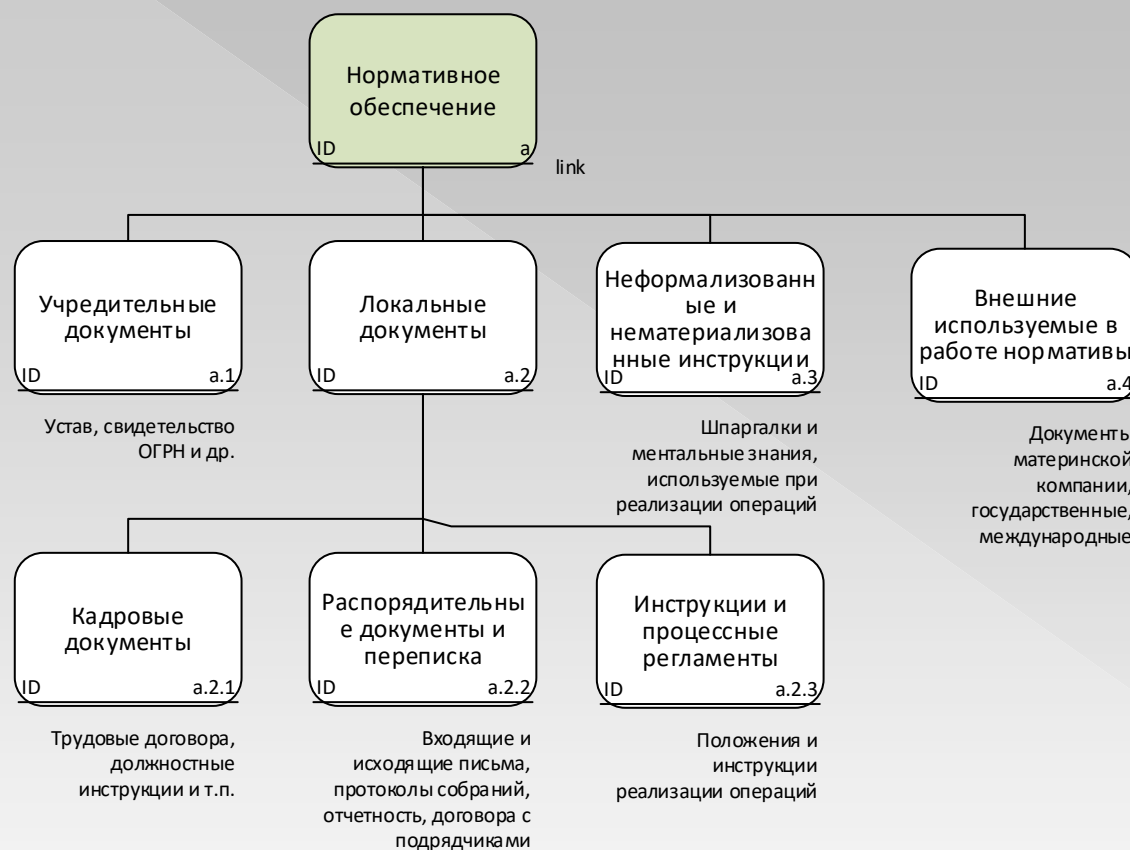 Нормативное
обеспечение
ID a
link
Учредительные
документы
ID a.1
Устав, свидетельство
ОГРН и др.
Локальные
документы
ID a.2
Неформализованн
ые и
нематериализова
нные инструкции
ID a.3
Шпаргалки и
ментальные знания,
используемые при
реализации операций
Внешние
используемые в
работе нормативы
ID a.4
Документы
материнской
компании,
государственные,
международные
Кадровые
документы
ID a.2.1
Трудовые договора,
должностные
инструкции и т.п.
Распорядительны
е документы и
переписка
ID a.2.2
Входящие и
исходящие письма,
протоколы собраний,
отчетность, договора с
подрядчиками
Инструкции и
процессные
регламенты
ID a.2.3
Положения и
инструкции
реализации операций